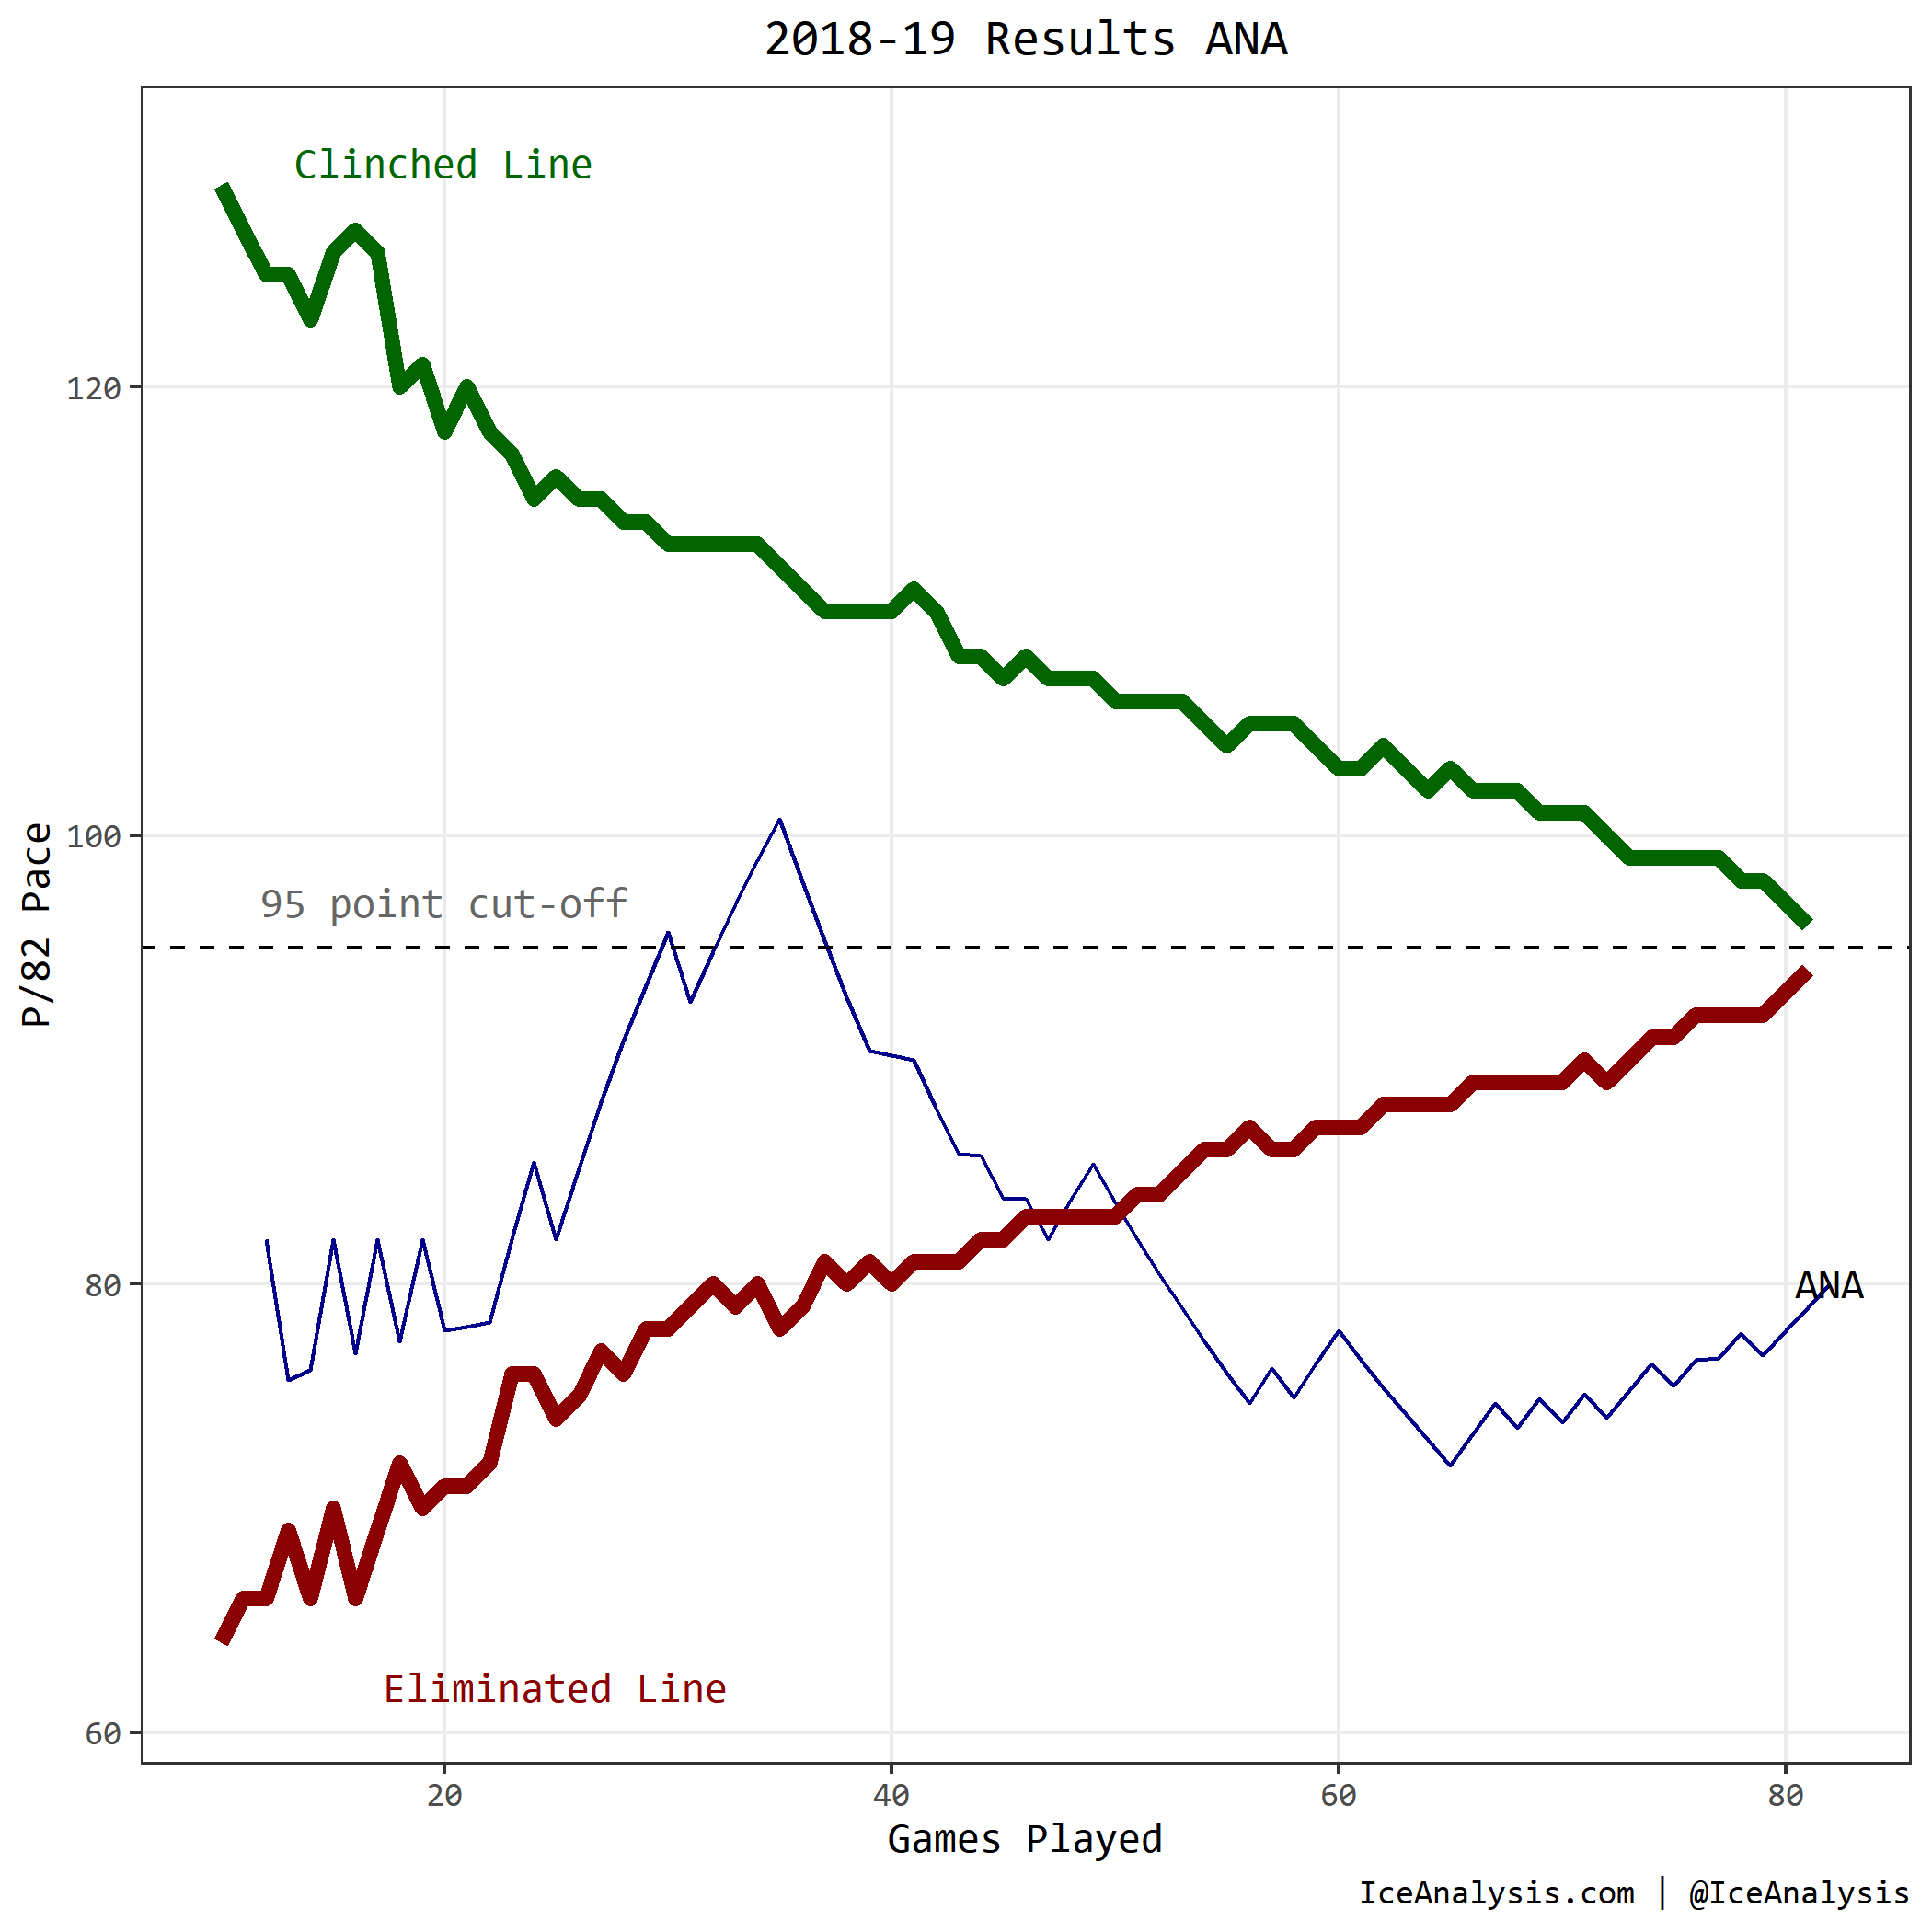 2018-19 Results ANA
Clinched Line
120
P/82 Pace
100
95 point cut-off
80
ANA
Eliminated Line
60
20
40
60
80
Games Played
IceAnalysis.com | @IceAnalysis